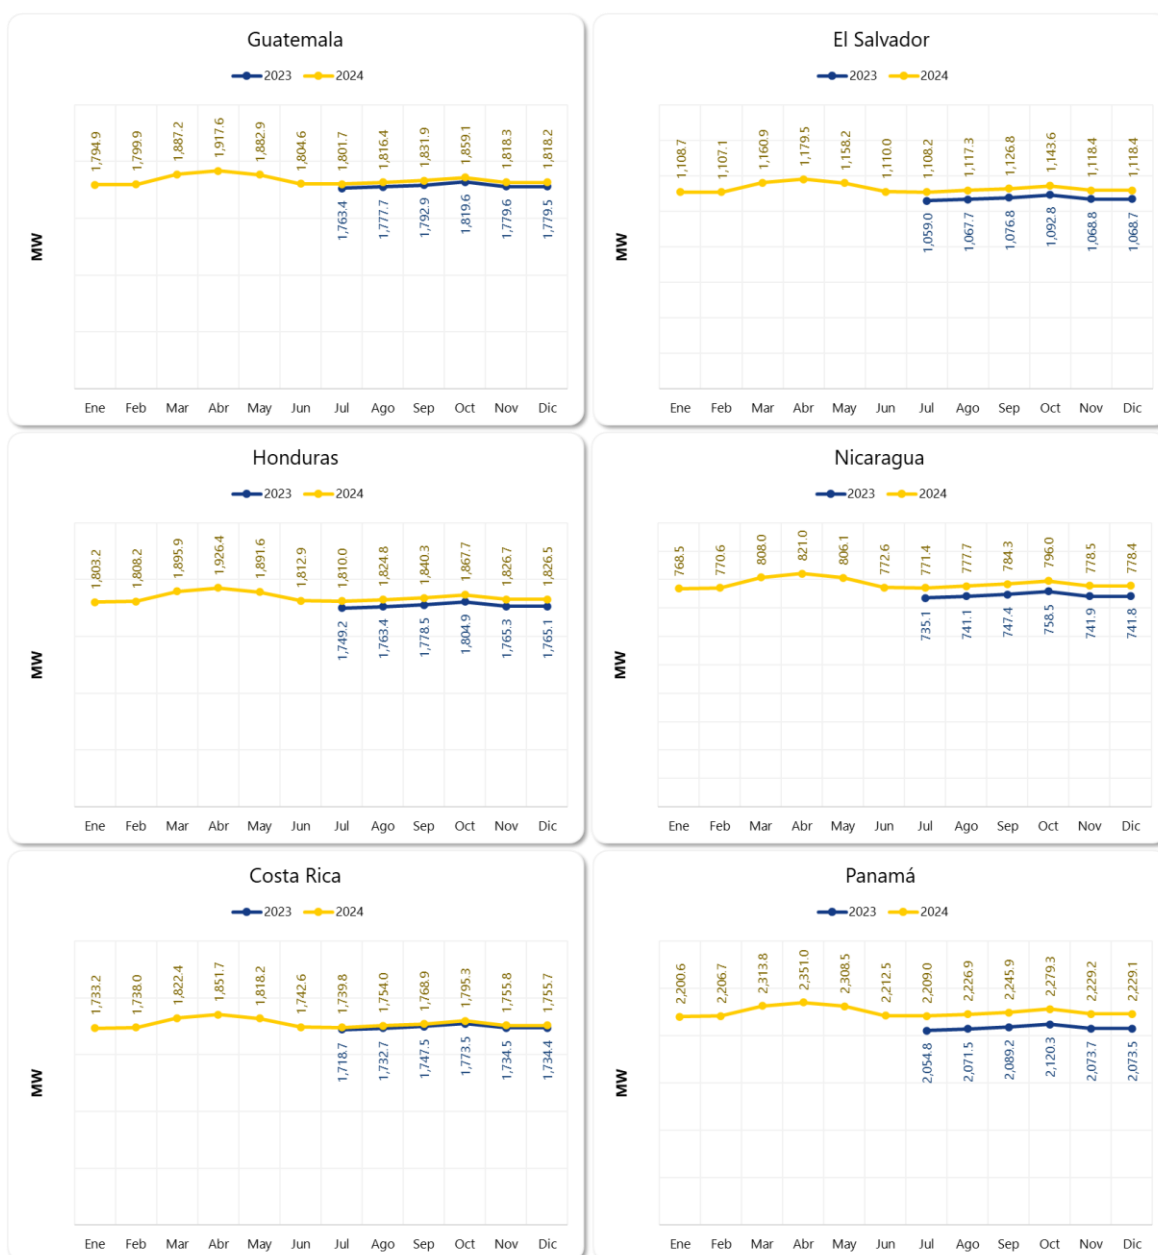 Guatemala
2023 2024
1,794.9 1,799.9 1,887.2 1,917.6 1,882.9 1,804.6 1,801.7 1,816.4 1,831.9 1,859.1 1,818.3 1,818.2
1,763.4 1,777.7 1,792.9 1,819.6 1,779.6 1,779.5
MW
Ene Feb Mar Abr May Jun Jul Ago Sep Oct Nov Dic
El Salvador
2023 2024
1,108.7 1,107.1 1,160.9 1,179.5 1,158.2 1,110.0 1,108.2 1,117.3 1,126.8 1,143.6 1,118.4 1,118.4
1,059.0 1,067.7 1,076.8 1,092.8 1,068.8 1,068.7
MW
Ene Feb Mar Abr May Jun Jul Ago Sep Oct Nov Dic
Honduras
2023 2024
1,803.2 1,808.2 1,895.9 1,926.4 1,891.6 1,812.9 1,810.0 1,824.8 1,840.3 1,867.7 1,826.7 1,826.5
1,749.2 1,763.4 1,778.5 1,804.9 1,765.3 1,765.1
MW
Ene Feb Mar Abr May Jun Jul Ago Sep Oct Nov Dic
Nicaragua
2023 2024
768.5 770.6 808.0 821.0 806.1 772.6 771.4 777.7 784.3 796.0 778.5 778.4
735.1 741.1 747.4 758.5 741.9 741.8
MW
Ene Feb Mar Abr May Jun Jul Ago Sep Oct Nov Dic
Costa Rica
2023 2024
1,733.2 1,738.0 1,822.4 1,851.7 1,818.2 1,742.6 1,739.8 1,754.0 1,768.9 1,795.3 1,755.8 1,755.7
1,718.7 1,732.7 1,747.5 1,773.5 1,734.5 1,734.4
MW
Ene Feb Mar Abr May Jun Jul Ago Sep Oct Nov Dic
Panamá
2023 2024
2,200.6 2,206.7 2,313.8 2,351.0 2,308.5 2,212.5 2,209.0 2,226.9 2,245.9 2,279.3 2,229.2 2,229.1
2,054.8 2,071.5 2,089.2 2,120.3 2,073.7 2,073.5
MW
Ene Feb Mar Abr May Jun Jul Ago Sep Oct Nov Dic